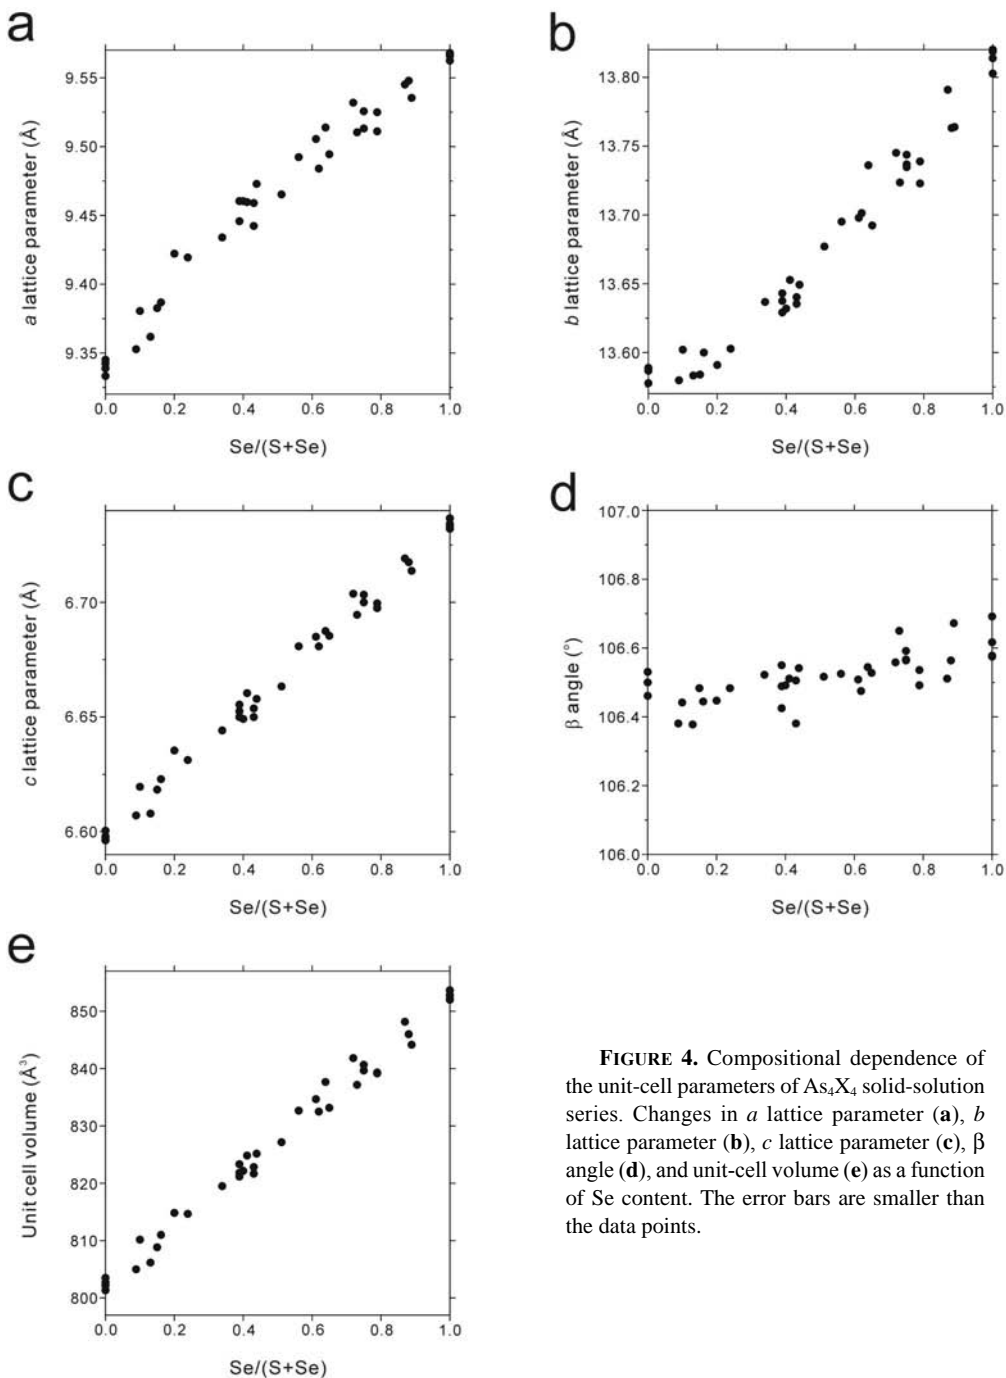 a
9.55
9.50
9.45
9.40
9.35
a lattice parameter (Å)
0.0 0.2 0.4 0.6 0.8 1.0
Se/(S+Se)
b
13.80
13.75
13.70
13.65
13.60
b lattice parameter (Å)
0.0 0.2 0.4 0.6 0.8 1.0
Se/(S+Se)
c
6.70
6.65
6.60
c lattice parameter (Å)
0.0 0.2 0.4 0.6 0.8 1.0
Se/(S+Se)
d
107.0
106.8
106.6
106.4
106.2
106.0
β angle (°)
0.0 0.2 0.4 0.6 0.8 1.0
Se/(S+Se)
e
850
840
830
820
810
800
Unit cell volume (Å³)
0.0 0.2 0.4 0.6 0.8 1.0
Se/(S+Se)
FIGURE 4. Compositional dependence of
the unit-cell parameters of As₄X₄ solid-solution
series. Changes in a lattice parameter (a), b
lattice parameter (b), c lattice parameter (c), β
angle (d), and unit-cell volume (e) as a function
of Se content. The error bars are smaller than
the data points.